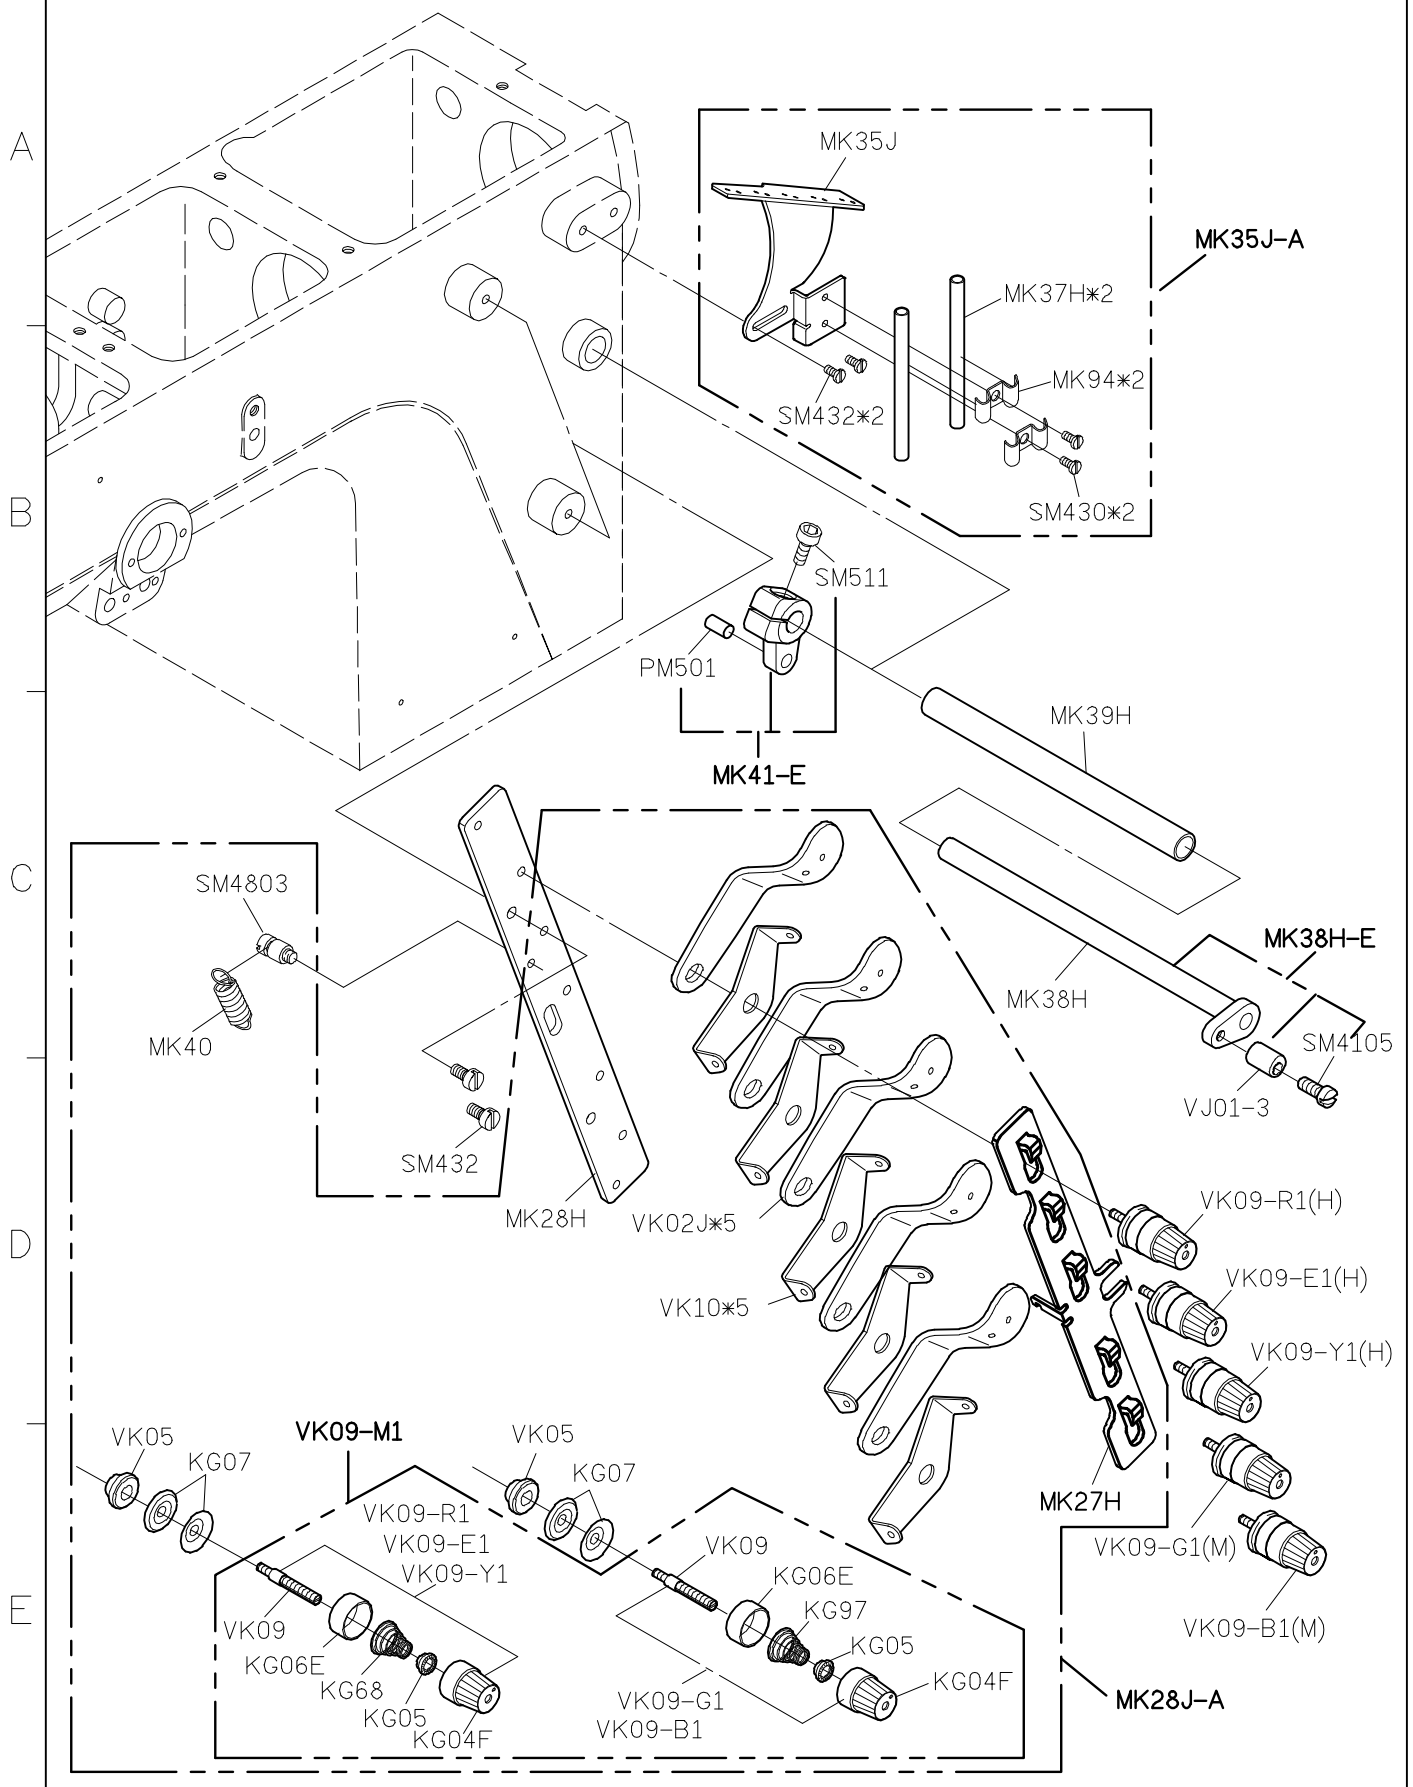 A
MK35J
MK35J-A
MK37H*2
MK94*2
SM432*2
B
SM430*2
SM511
PM501
MK39H
MK41-E
C
SM4803
MK38H-E
MK38H
MK40
SM4105
VJ01-3
SM432
VK09-R1(H)
MK28H
VK02J*5
D
VK09-E1(H)
VK10*5
VK09-Y1(H)
VK09-M1
VK05
KG07
VK05
KG07
MK27H
VK09-R1
VK09-E1
VK09-Y1
VK09
VK09-G1(M)
KG06E
E
KG97
VK09
VK09-B1(M)
KG05
KG06E
KG04F
KG68
VK09-G1
MK28J-A
KG05
VK09-B1
KG04F